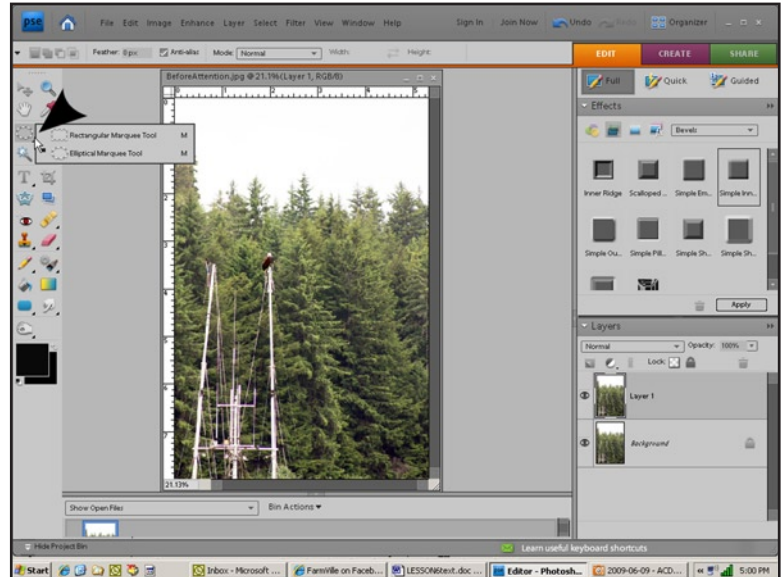 pse File Edit Image Enhance Layer Select Filter View Window Help Sign In Join Now Undo Redo Organizer
Feather: 0 px Anti-alias Mode: Normal Width: Height:
EDIT CREATE SHARE
BeforeAttention.jpg @ 21.1% (Layer 1, RGB/8)
Full Quick Guided
Effects
Bevels
Rectangular Marquee Tool M
Elliptical Marquee Tool M
Inner Ridge Scalloped ... Simple Em... Simple Inn...
Simple Ou... Simple Pill... Simple Sh... Simple Sh...
Apply
Layers
Normal Opacity: 100%
Lock:
Layer 1
Background
21.13%
Show Open Files Bin Actions
Hide Project Bin Learn useful keyboard shortcuts
Start Inbox - Microsoft ... FarmVille on Faceb... LESSON6text.doc ... Editor - Photosh... 2009-06-09 - ACD... 5:00 PM